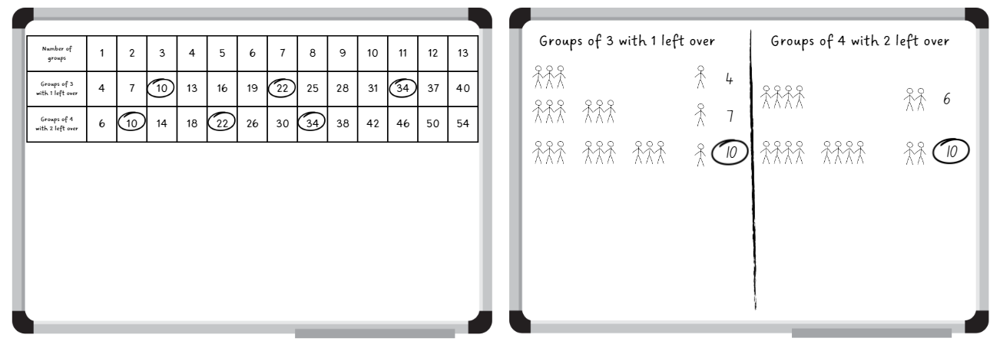 Number of groups 1 2 3 4 5 6 7 8 9 10 11 12 13
Groups of 3 with 1 left over 4 7 10 13 16 19 22 25 28 31 34 37 40
Groups of 4 with 2 left over 6 10 14 18 22 26 30 34 38 42 46 50 54
Groups of 3 with 1 left over
4
7
10
Groups of 4 with 2 left over
6
10